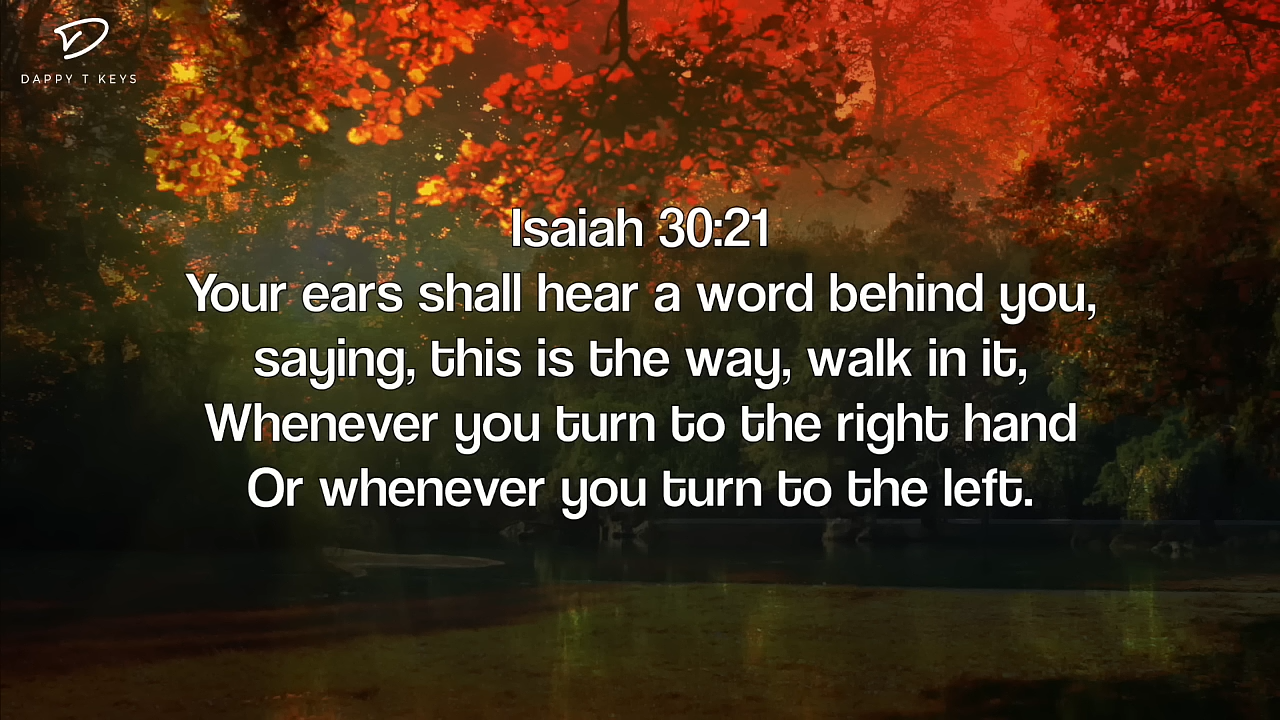 DAPPY T KEYS
Isaiah 30:21
Your ears shall hear a word behind you,
saying, this is the way, walk in it,
Whenever you turn to the right hand
Or whenever you turn to the left.